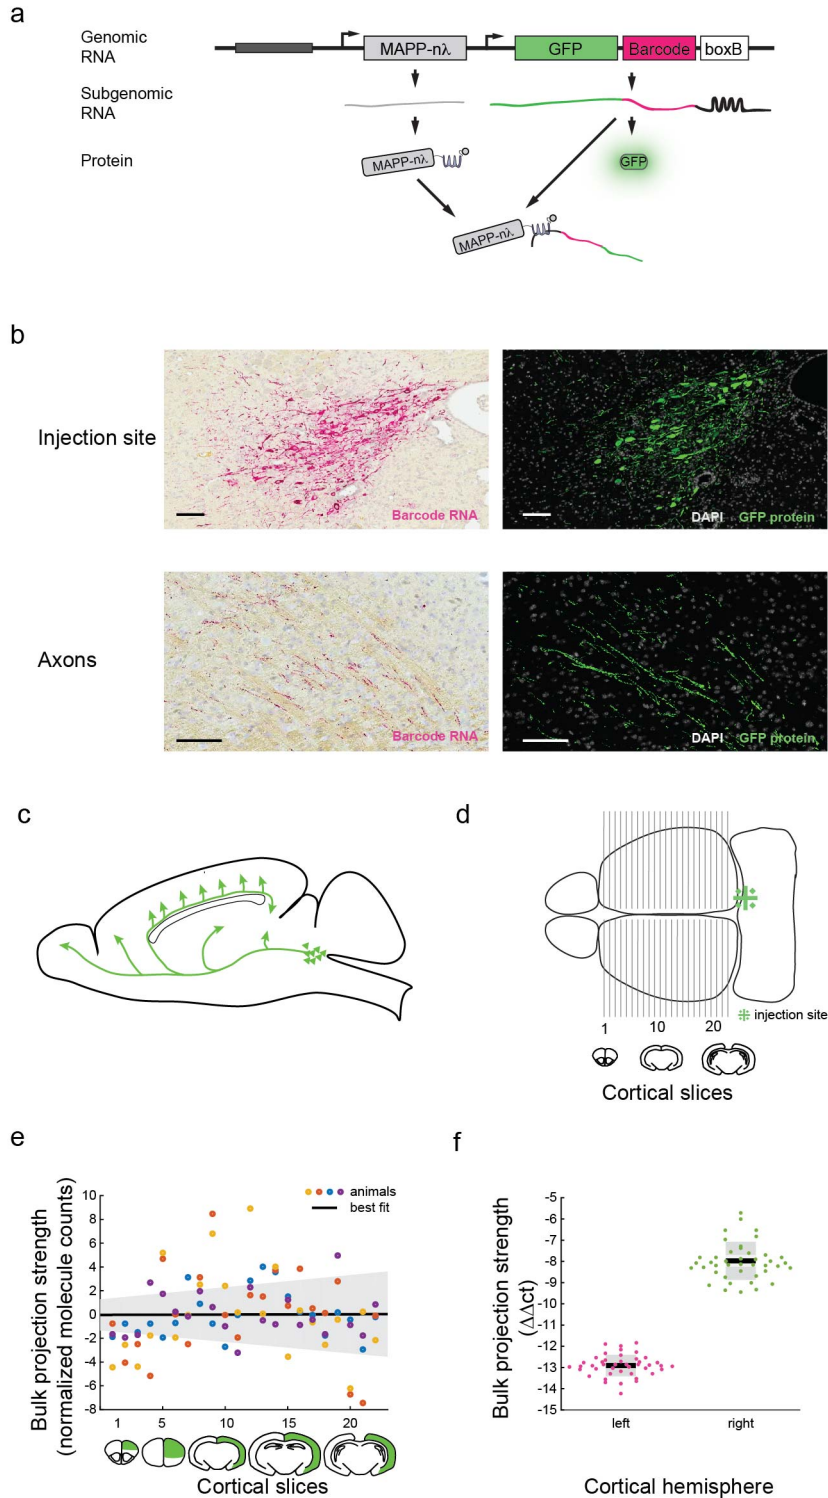 a
Genomic
RNA
MAPP-nλ
GFP
Barcode
boxB
Subgenomic
RNA
Protein
MAPP-nλ
GFP
MAPP-nλ
b
Injection site
Barcode RNA
DAPI GFP protein
Axons
Barcode RNA
DAPI GFP protein
c
d
1 10 20
injection site
Cortical slices
e
Bulk projection strength
(normalized molecule counts)
10
8
6
4
2
0
-2
-4
-6
-8
animals
best fit
1 5 10 15 20
Cortical slices
f
Bulk projection strength
(ΔΔct)
-5
-6
-7
-8
-9
-10
-11
-12
-13
-14
-15
left right
Cortical hemisphere